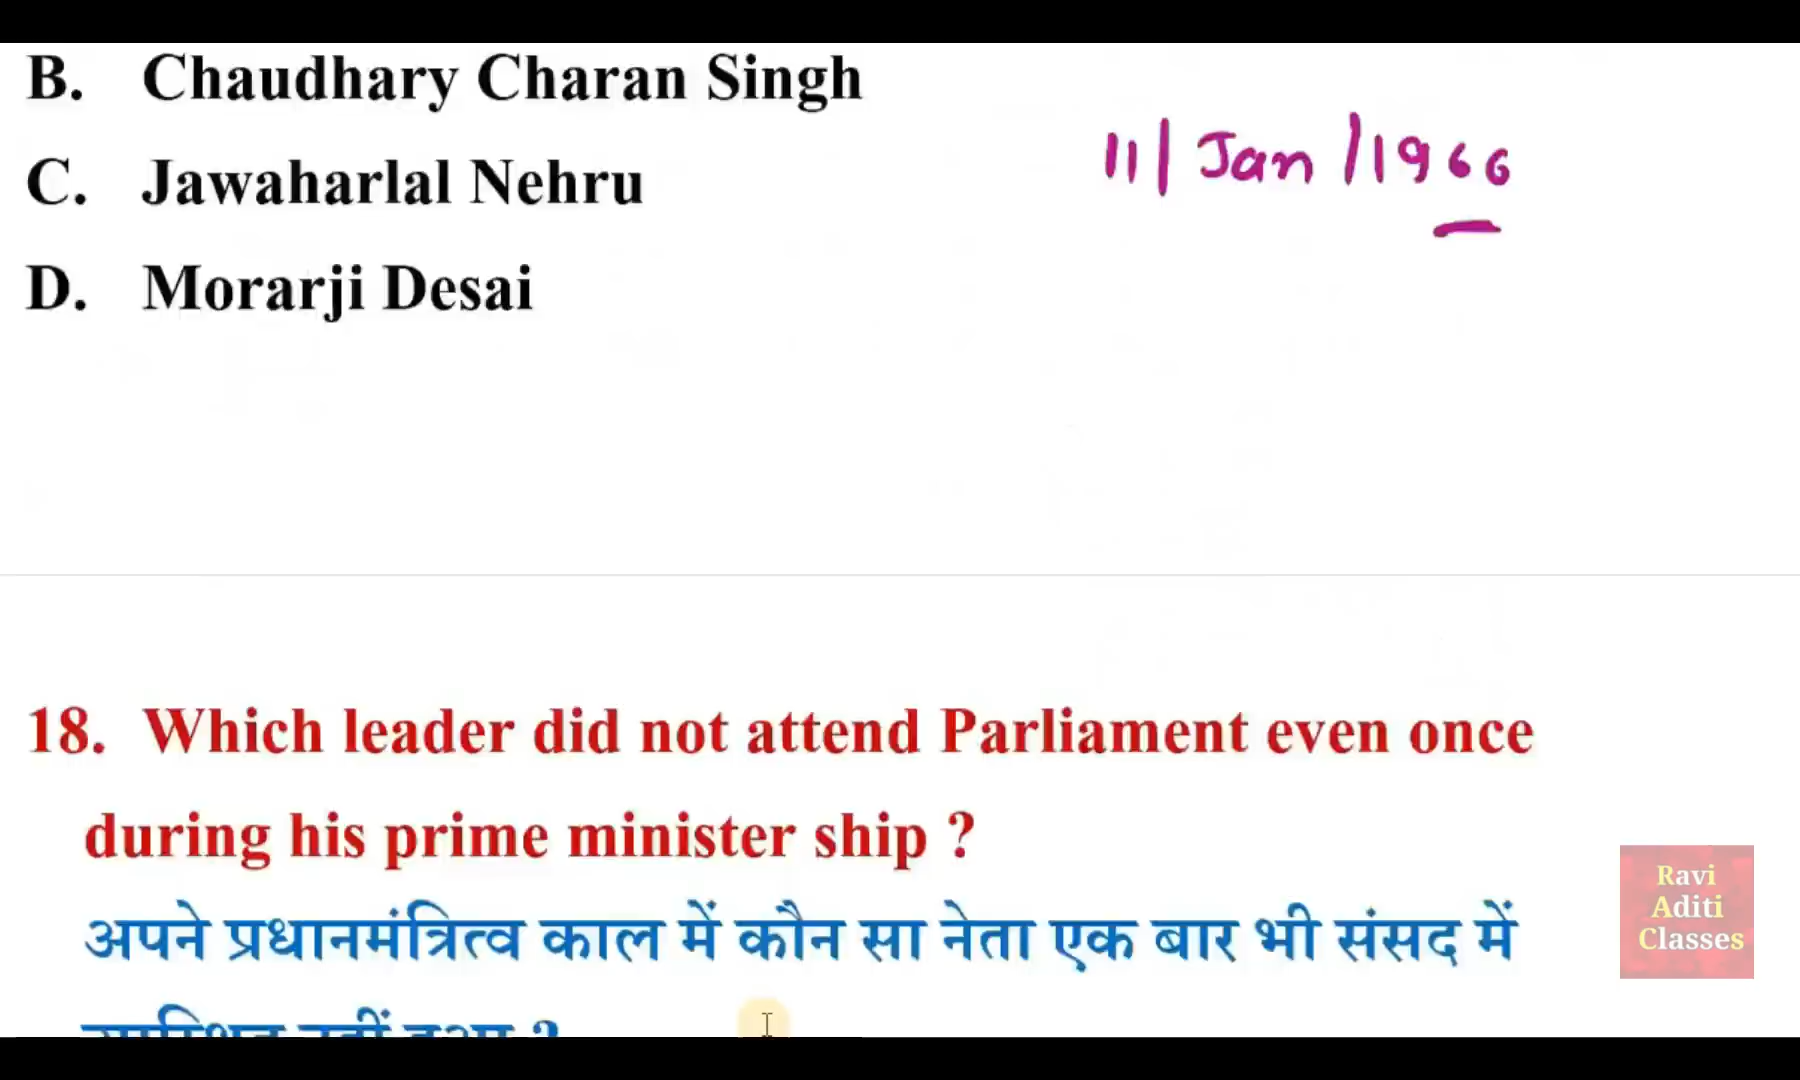 B. Chaudhary Charan Singh
11/Jan/1966
C. Jawaharlal Nehru
D. Morarji Desai
18. Which leader did not attend Parliament even once
during his prime minister ship ?
अपने प्रधानमंत्रित्व काल में कौन सा नेता एक बार भी संसद में
Ravi
Aditi
Classes